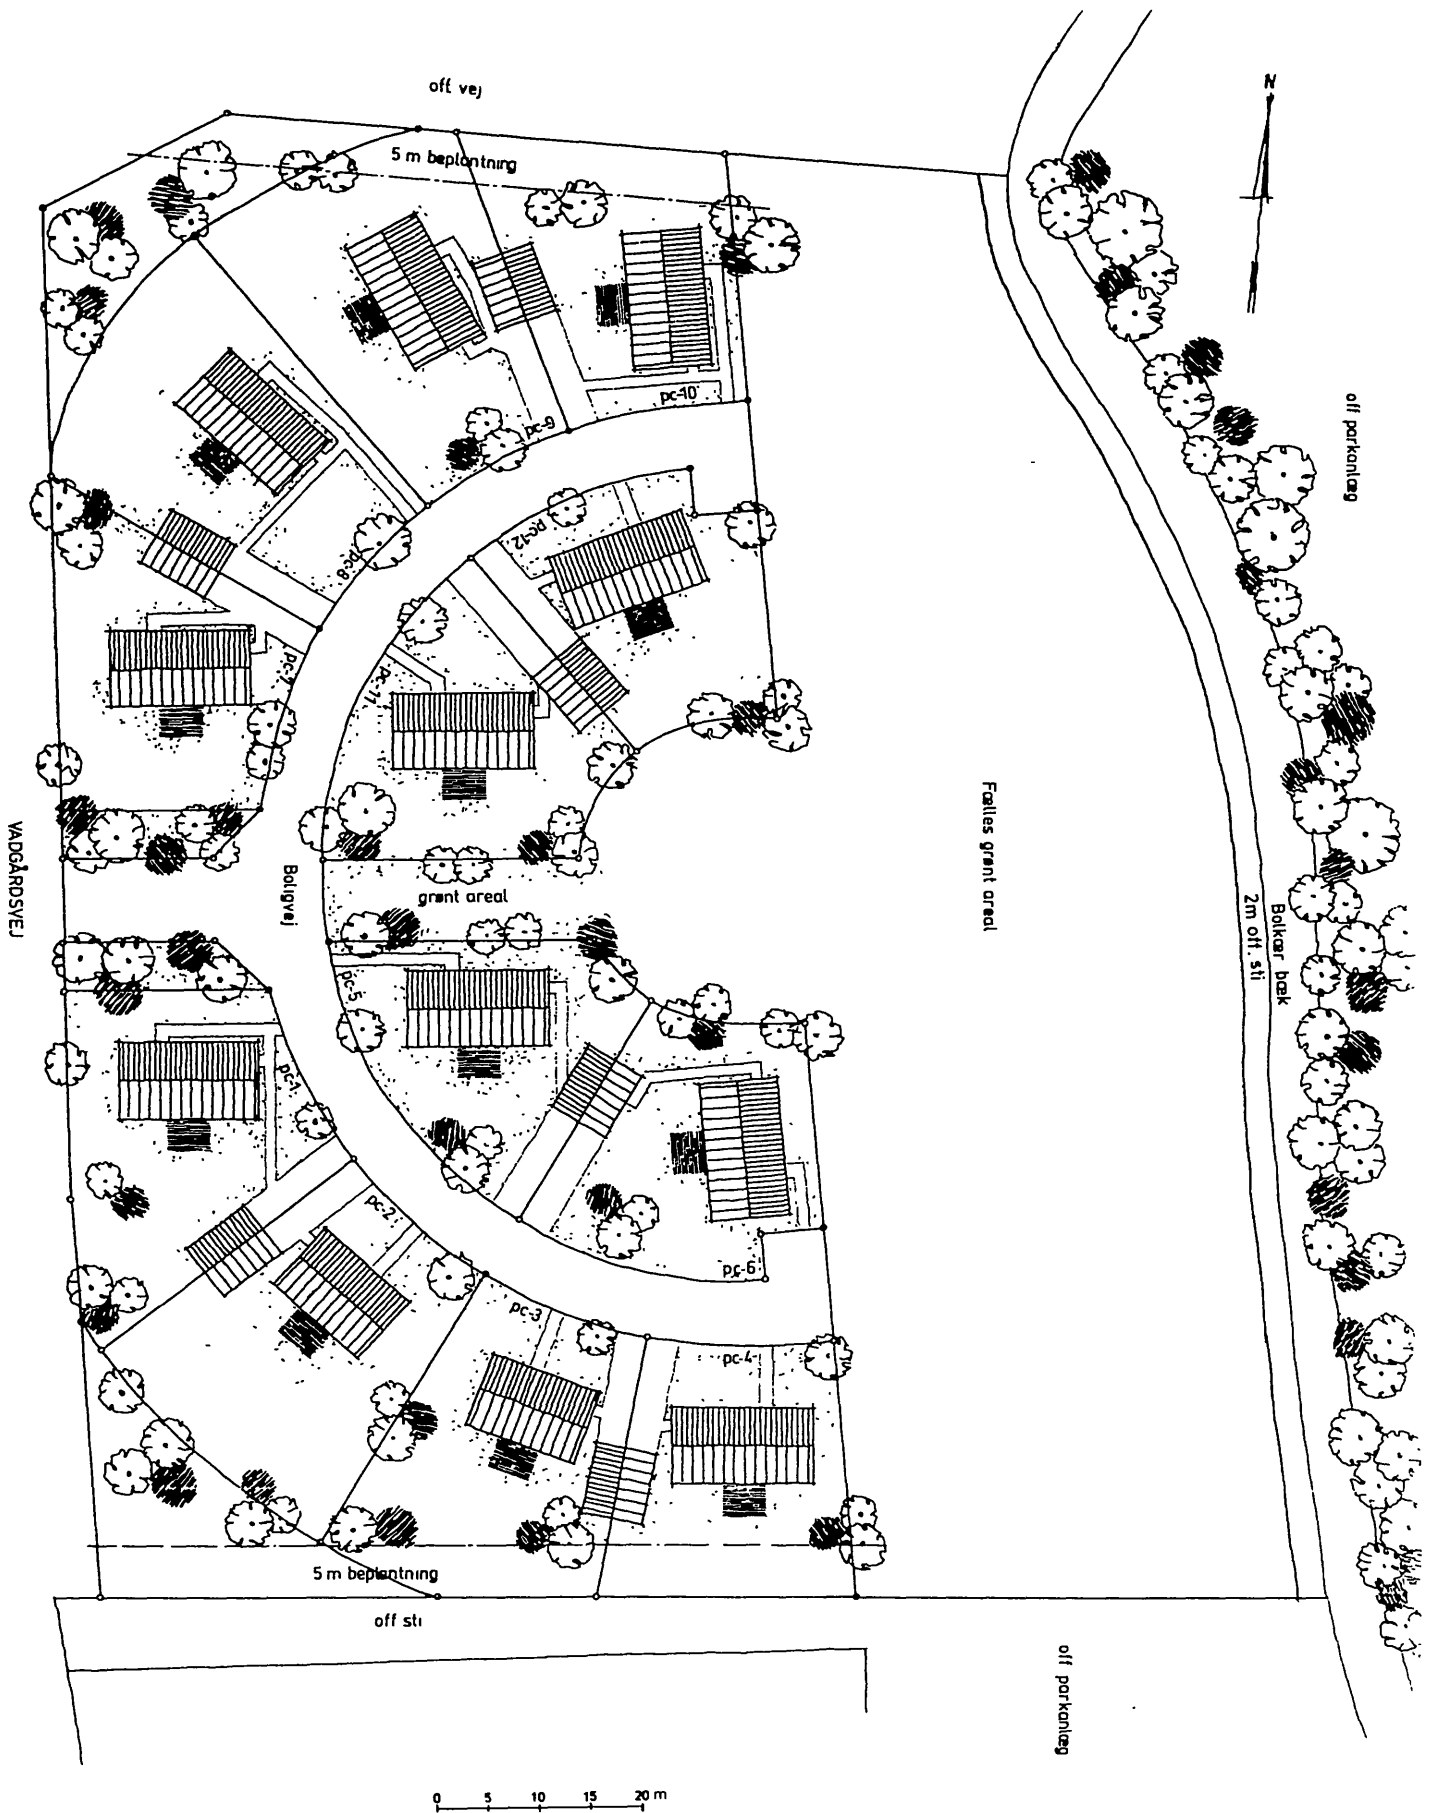 off. vej
N
5 m beplantning
off parkanlæg
pc-10
pc-9
pc-12
pc-8
pc-7
pc-11
Fælles grønt areal
VADGÅRDSVEJ
Boligvej
grønt areal
Bolkær bæk
2m off. sti
pc-5
pc-1
pc-2
pc-6
pc-3
pc-4
5 m beplantning
off sti
off parkanlæg
0 5 10 15 20 m